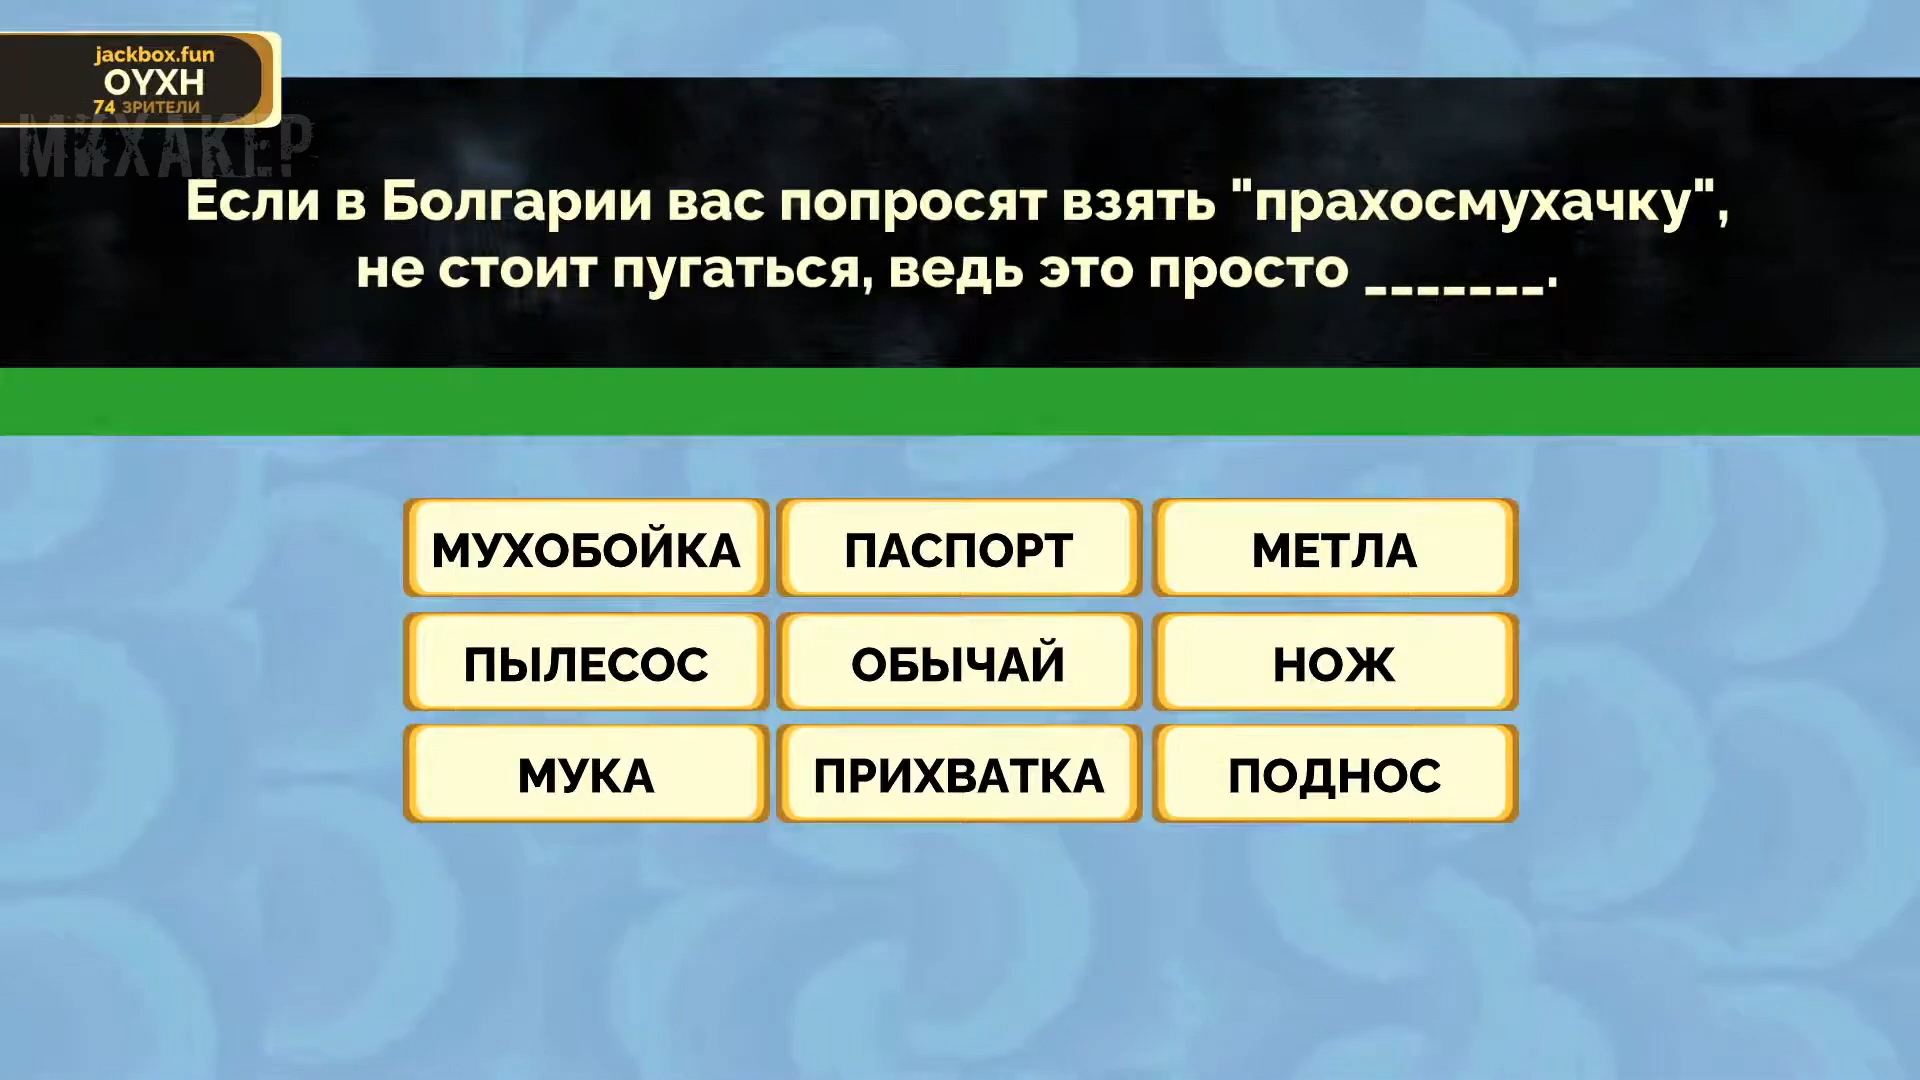 jackbox.fun
OYXH
74 ЗРИТЕЛИ
МИХАКЕР
Если в Болгарии вас попросят взять "прахосмухачку",
не стоит пугаться, ведь это просто _______.
МУХОБОЙКА
ПАСПОРТ
МЕТЛА
ПЫЛЕСОС
ОБЫЧАЙ
НОЖ
МУКА
ПРИХВАТКА
ПОДНОС